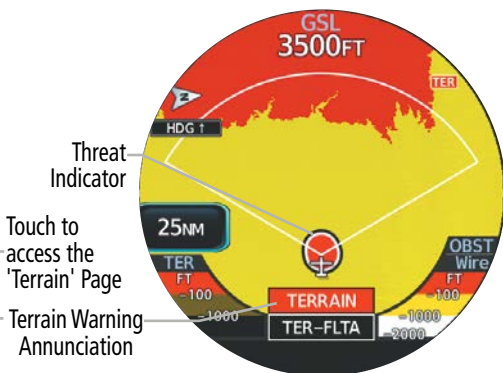 GSL
3500FT
TER
N
HDG ↑
Threat
Indicator
25NM
Touch to
access the
'Terrain' Page
TER
FT
-100
-1000
OBST
Wire
FT
-100
-1000
-2000
TERRAIN
TER-FLTA
Terrain Warning
Annunciation